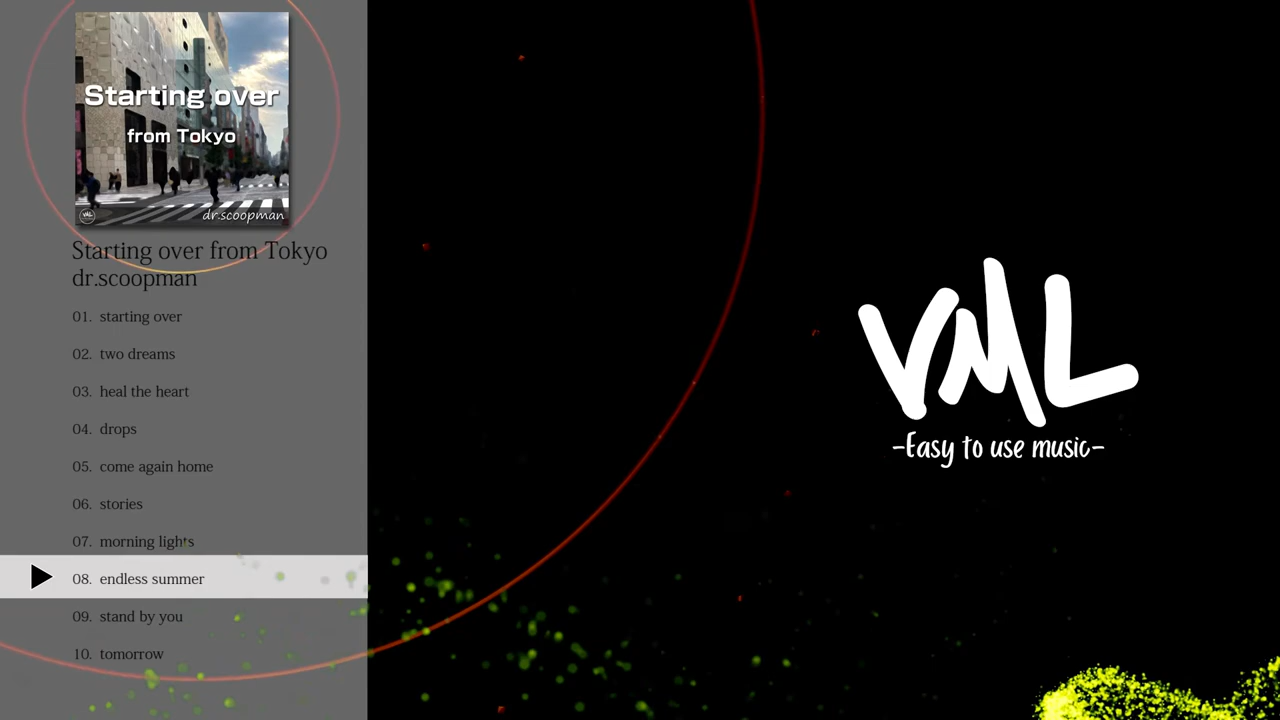 Starting over
from Tokyo
VML
dr.scoopman
Starting over from Tokyo
dr.scoopman
01. starting over
02. two dreams
03. heal the heart
04. drops
05. come again home
06. stories
07. morning lights
08. endless summer
09. stand by you
10. tomorrow
VML
-Easy to use music-